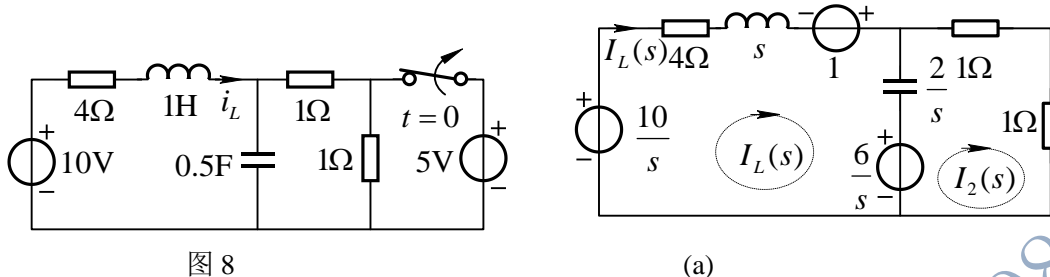 4Ω
1H
i_L
1Ω
t = 0
+
10V
−
0.5F
1Ω
+
5V
−
图 8
I_L(s)
4Ω
s
− +
1
1Ω
2/s
1Ω
+
−
10/s
I_L(s)
+
6/s
−
I_2(s)
(a)